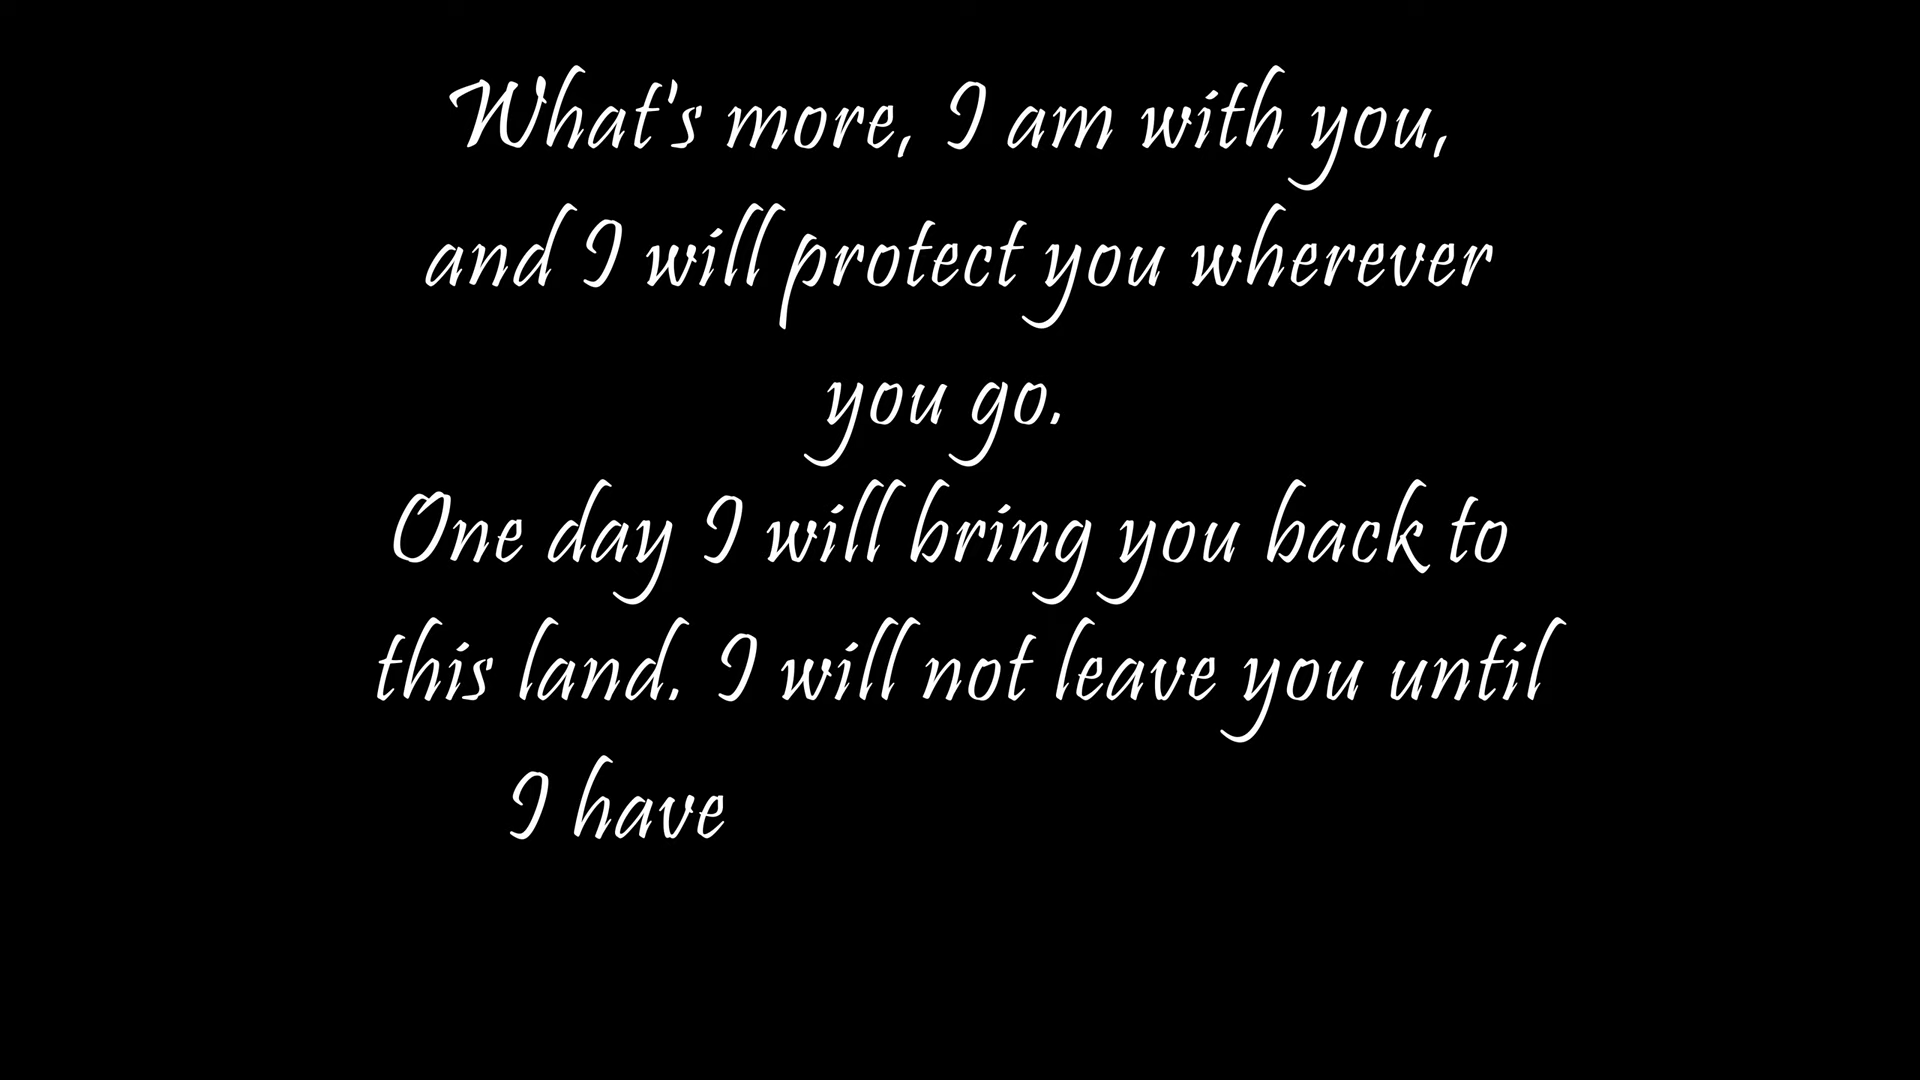 What's more, I am with you,
and I will protect you wherever
you go.
One day I will bring you back to
this land. I will not leave you until
I have